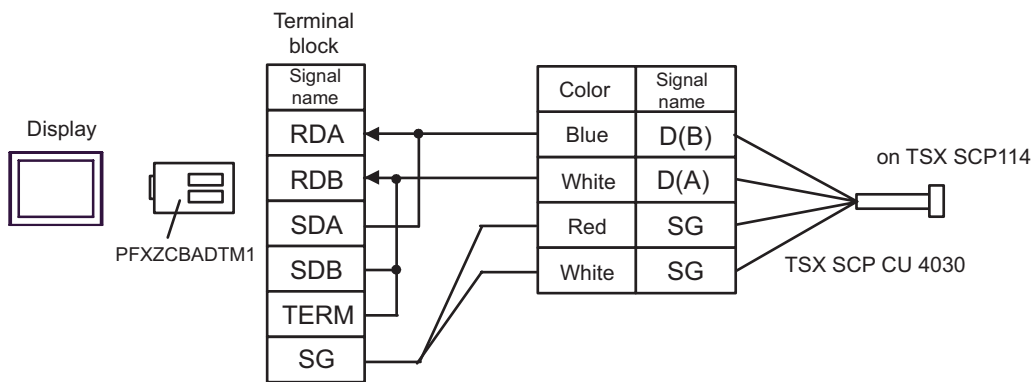 Terminal
block
Signal
name
RDA
RDB
SDA
SDB
TERM
SG
Display
PFXZCBADTM1
Color
Signal
name
Blue
D(B)
White
D(A)
Red
SG
White
SG
on TSX SCP114
TSX SCP CU 4030